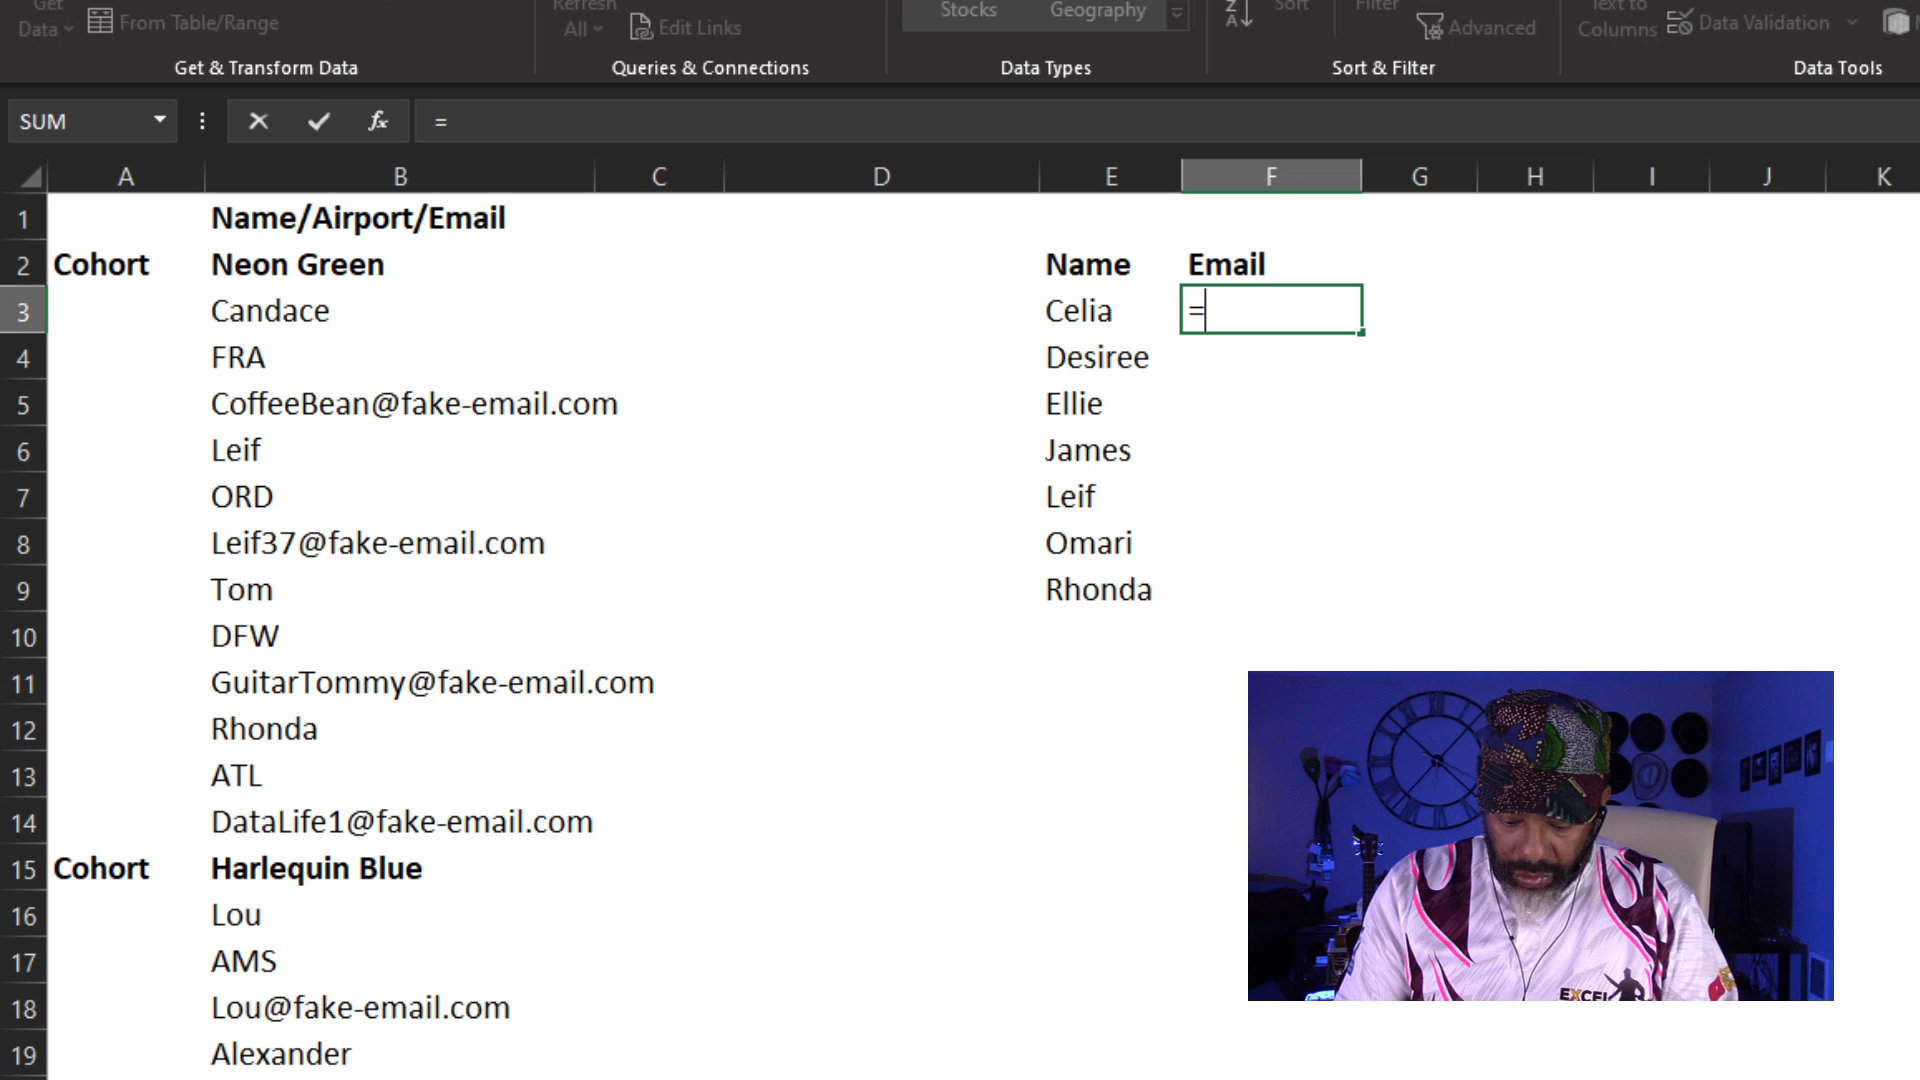 Get
Data
From Table/Range
Refresh
All
Edit Links
Stocks
Geography
Z
A
Sort
Filter
Advanced
Text to
Columns
Data Validation
Get & Transform Data
Queries & Connections
Data Types
Sort & Filter
Data Tools
SUM
fx
=
A B C D E F G H I J K
1 Name/Airport/Email
2 Cohort Neon Green Name Email
3 Candace Celia =
4 FRA Desiree
5 CoffeeBean@fake-email.com Ellie
6 Leif James
7 ORD Leif
8 Leif37@fake-email.com Omari
9 Tom Rhonda
10 DFW
11 GuitarTommy@fake-email.com
12 Rhonda
13 ATL
14 DataLife1@fake-email.com
15 Cohort Harlequin Blue
16 Lou
17 AMS
18 Lou@fake-email.com
19 Alexander
EXCEL